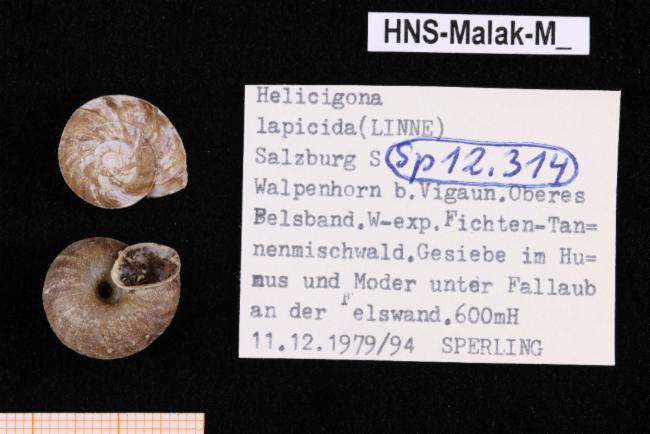 HNS-Malak-M_
Helicigona
lapicida(LINNE)
Salzburg S Sp12.314
Walpenhorn b.Vigaun.Oberes
Felsband.W-exp.Fichten-Tan=
nenmischwald.Gesiebe im Hu=
mus und Moder unter Fallaub
an der Felswand.600mH
11.12.1979/94 SPERLING